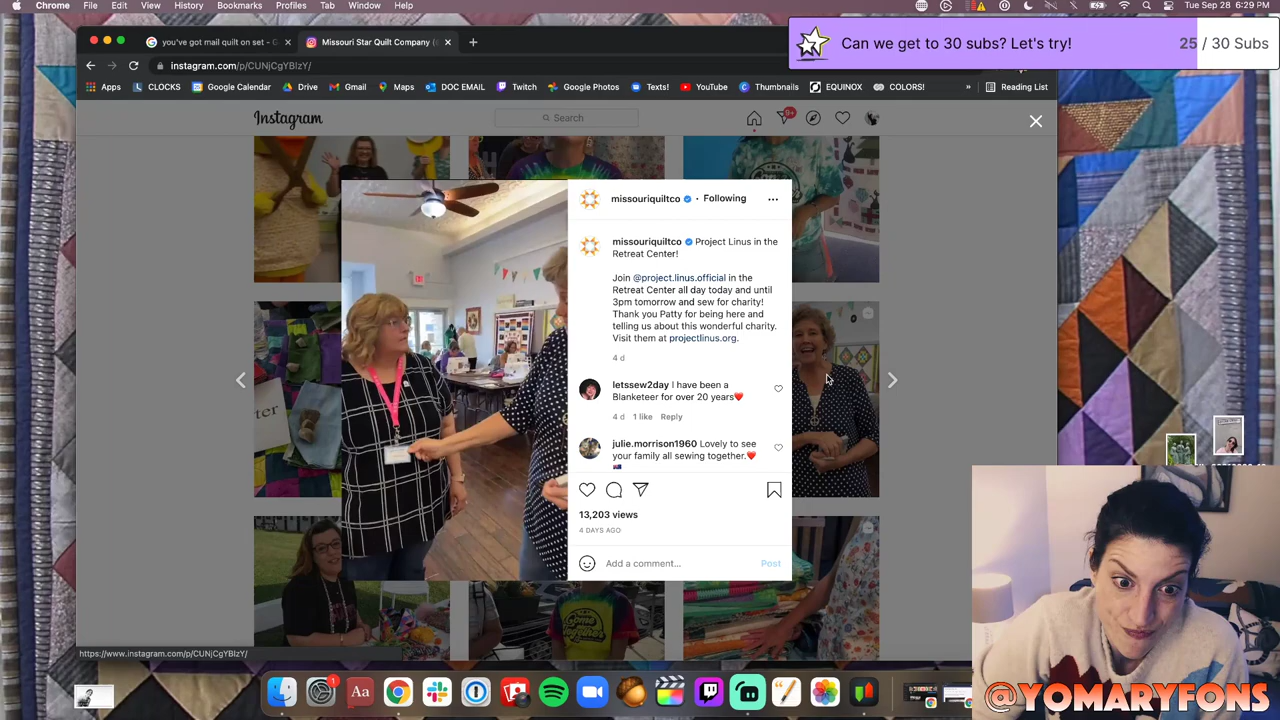 Chrome File Edit View History Bookmarks Profiles Tab Window Help
Tue Sep 28 6:29 PM
Can we get to 30 subs? Let's try!
25 / 30 Subs
you've got mail quilt on set - G
Missouri Star Quilt Company (
instagram.com/p/CUNjCgYBlzY/
Apps CLOCKS Google Calendar Drive Gmail Maps DOC EMAIL Twitch Google Photos Texts! YouTube Thumbnails EQUINOX COLORS! » Reading List
Instagram
Search
9+
missouriquiltco • Following
missouriquiltco Project Linus in the
Retreat Center!
Join @project.linus.official in the
Retreat Center all day today and until
3pm tomorrow and sew for charity!
Thank you Patty for being here and
telling us about this wonderful charity.
Visit them at projectlinus.org.
4 d
letssew2day I have been a
Blanketeer for over 20 years
4 d 1 like Reply
julie.morrison1960 Lovely to see
your family all sewing together.
13,203 views
4 DAYS AGO
Add a comment...
Post
https://www.instagram.com/p/CUNjCgYBlzY/
1
Aa
@YOMARYFONS